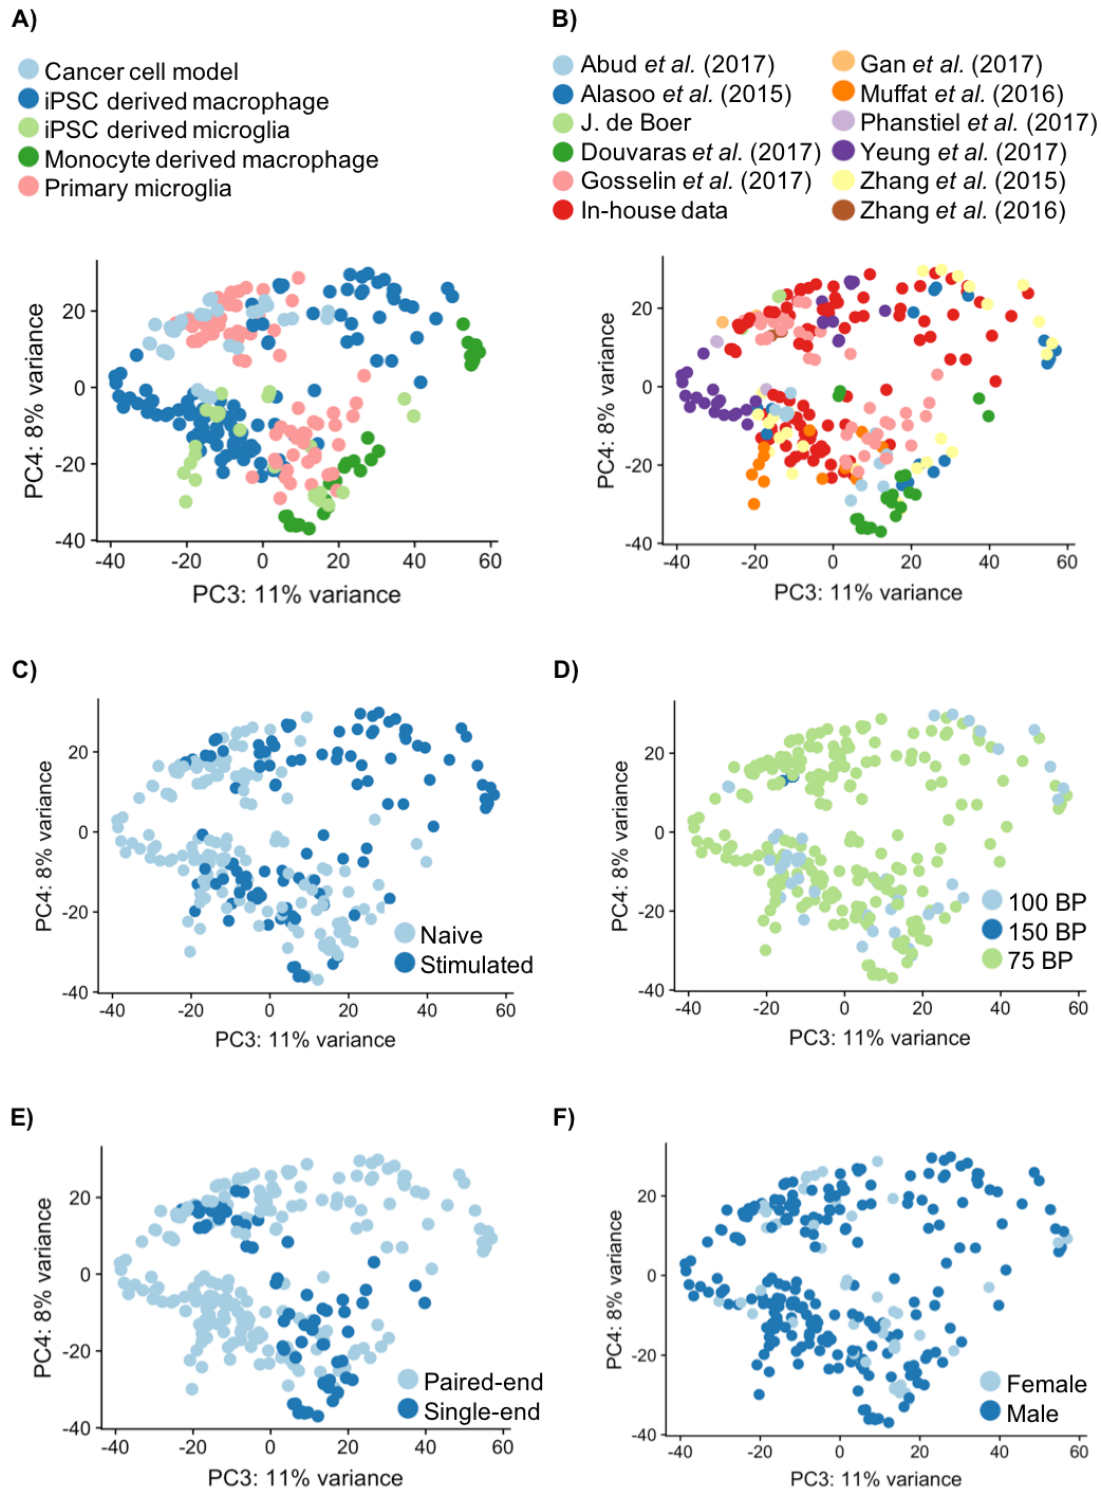 A)
Cancer cell model
iPSC derived macrophage
iPSC derived microglia
Monocyte derived macrophage
Primary microglia
20
0
-20
-40
PC4: 8% variance
-40 -20 0 20 40 60
PC3: 11% variance
B)
Abud et al. (2017)
Alasoo et al. (2015)
J. de Boer
Douvaras et al. (2017)
Gosselin et al. (2017)
In-house data
Gan et al. (2017)
Muffat et al. (2016)
Phanstiel et al. (2017)
Yeung et al. (2017)
Zhang et al. (2015)
Zhang et al. (2016)
20
0
-20
-40
PC4: 8% variance
-40 -20 0 20 40 60
PC3: 11% variance
C)
20
0
-20
-40
PC4: 8% variance
Naive
Stimulated
-40 -20 0 20 40 60
PC3: 11% variance
D)
20
0
-20
-40
PC4: 8% variance
100 BP
150 BP
75 BP
-40 -20 0 20 40 60
PC3: 11% variance
E)
20
0
-20
-40
PC4: 8% variance
Paired-end
Single-end
-40 -20 0 20 40 60
PC3: 11% variance
F)
20
0
-20
-40
PC4: 8% variance
Female
Male
-40 -20 0 20 40 60
PC3: 11% variance